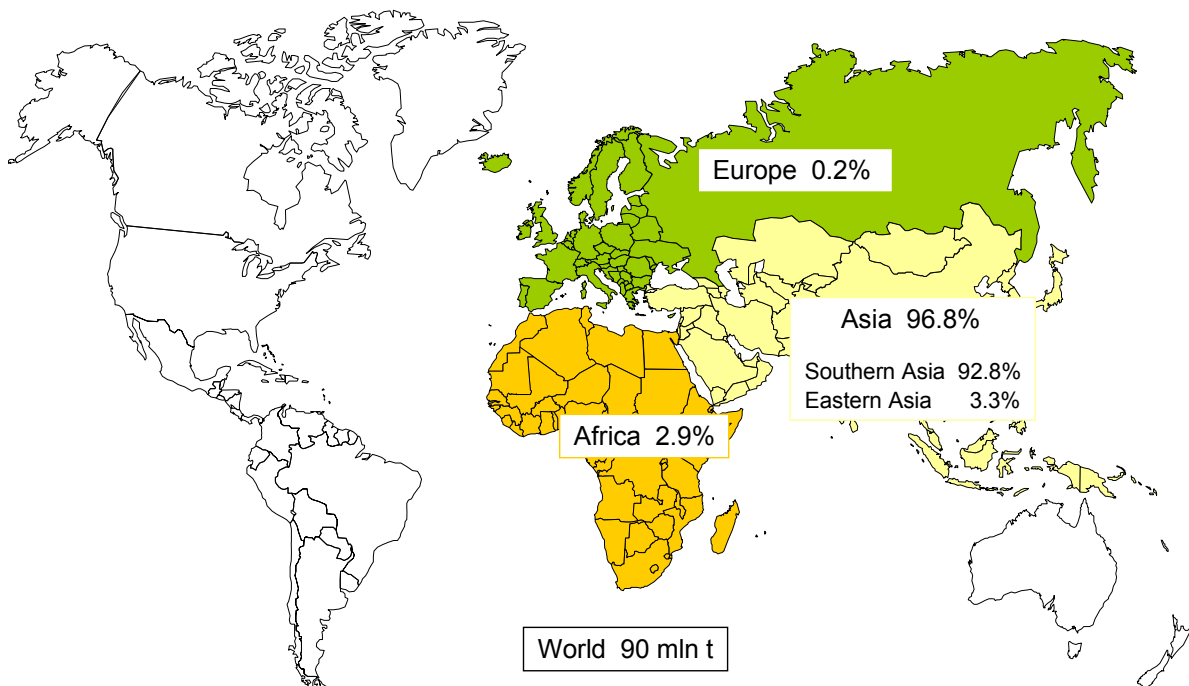 Europe 0.2%
Asia 96.8%
Southern Asia 92.8%
Eastern Asia 3.3%
Africa 2.9%
World 90 mln t